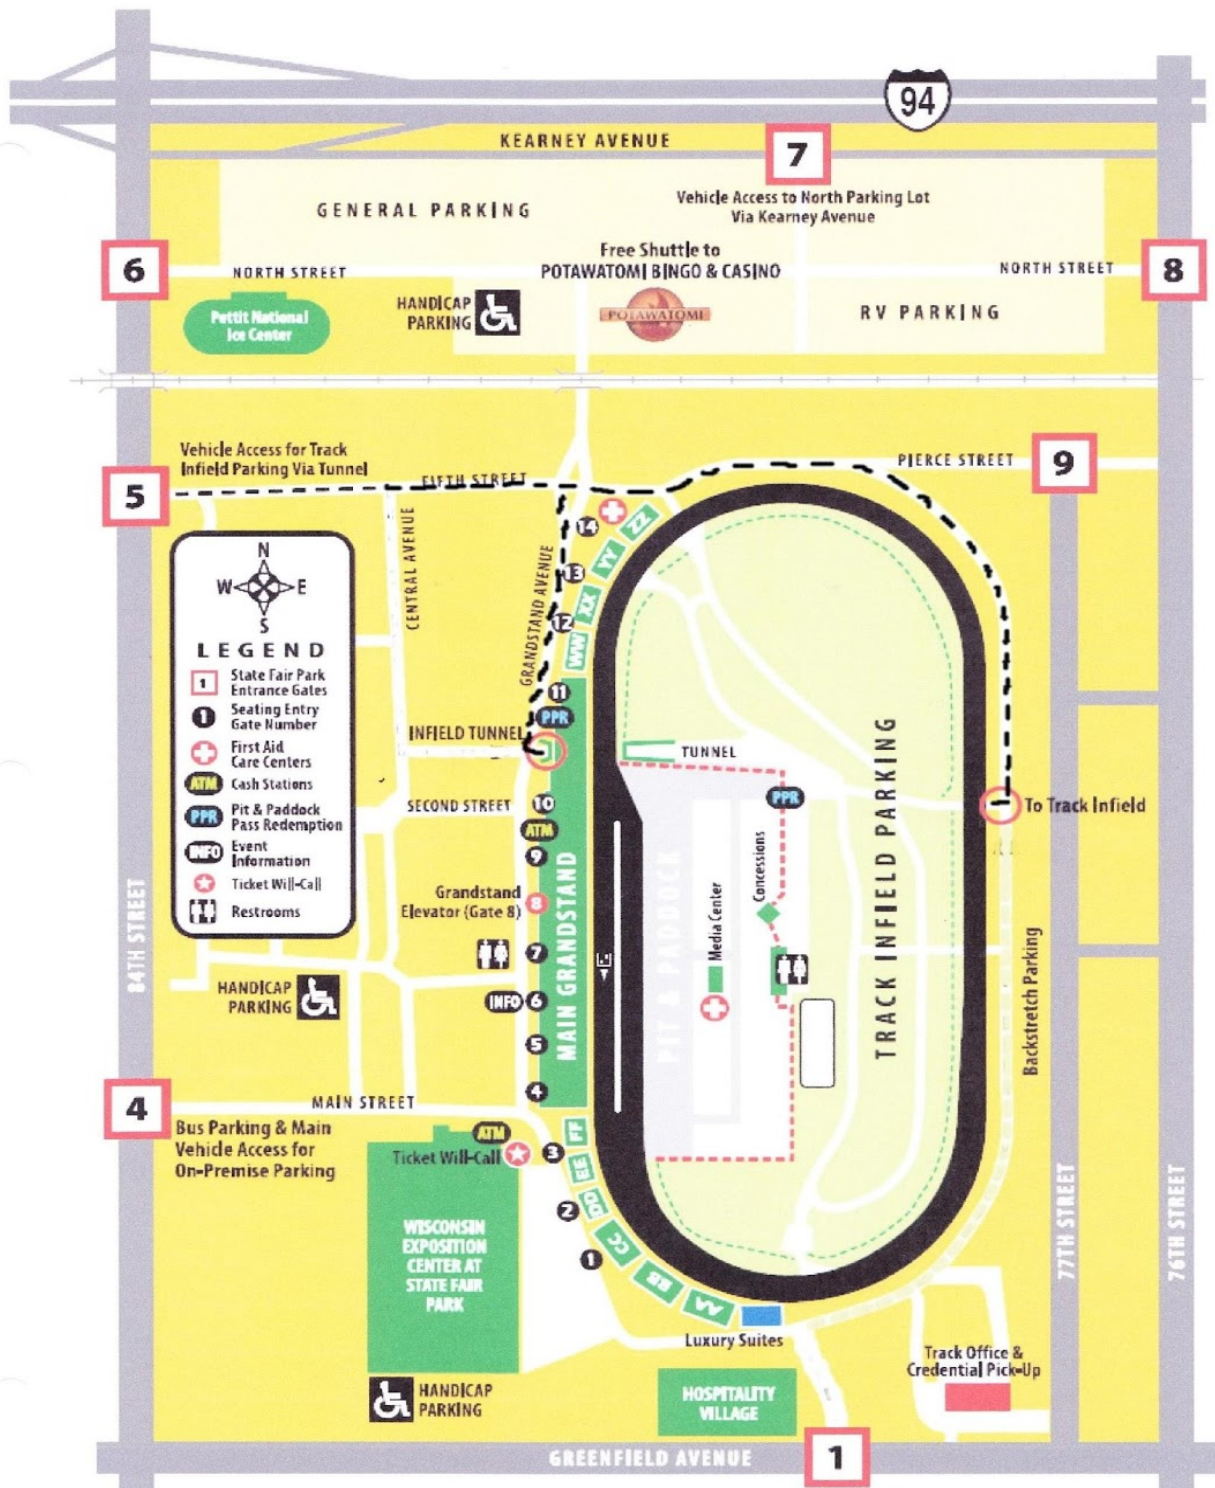 94
KEARNEY AVENUE
7
GENERAL PARKING
Vehicle Access to North Parking Lot
Via Kearney Avenue
6
NORTH STREET
Free Shuttle to
POTAWATOMI BINGO & CASINO
NORTH STREET
8
Pettit National
Ice Center
HANDICAP
PARKING
POTAWATOMI
RV PARKING
Vehicle Access for Track
Infield Parking Via Tunnel
5
FIFTH STREET
PIERCE STREET
9
14
ZZ
YY
13
XX
12
WW
11
PPR
CENTRAL AVENUE
GRANDSTAND AVENUE
N
W
E
S
LEGEND
1
State Fair Park
Entrance Gates
1
Seating Entry
Gate Number
First Aid
Care Centers
ATM
Cash Stations
PPR
Pit & Paddock
Pass Redemption
INFO
Event
Information
Ticket Will-Call
Restrooms
INFIELD TUNNEL
TUNNEL
SECOND STREET
10
ATM
9
PPR
To Track Infield
Grandstand
Elevator (Gate 8)
8
7
INFO
6
5
4
MAIN GRANDSTAND
PIT & PADDOCK
Media Center
Concessions
TRACK INFIELD PARKING
Backstretch Parking
84TH STREET
HANDICAP
PARKING
4
MAIN STREET
Bus Parking & Main
Vehicle Access for
On-Premise Parking
ATM
Ticket Will-Call
3
FF
EE
2
DD
1
CC
BB
AA
WISCONSIN
EXPOSITION
CENTER AT
STATE FAIR
PARK
77TH STREET
76TH STREET
Luxury Suites
Track Office &
Credential Pick-Up
HANDICAP
PARKING
HOSPITALITY
VILLAGE
GREENFIELD AVENUE
1